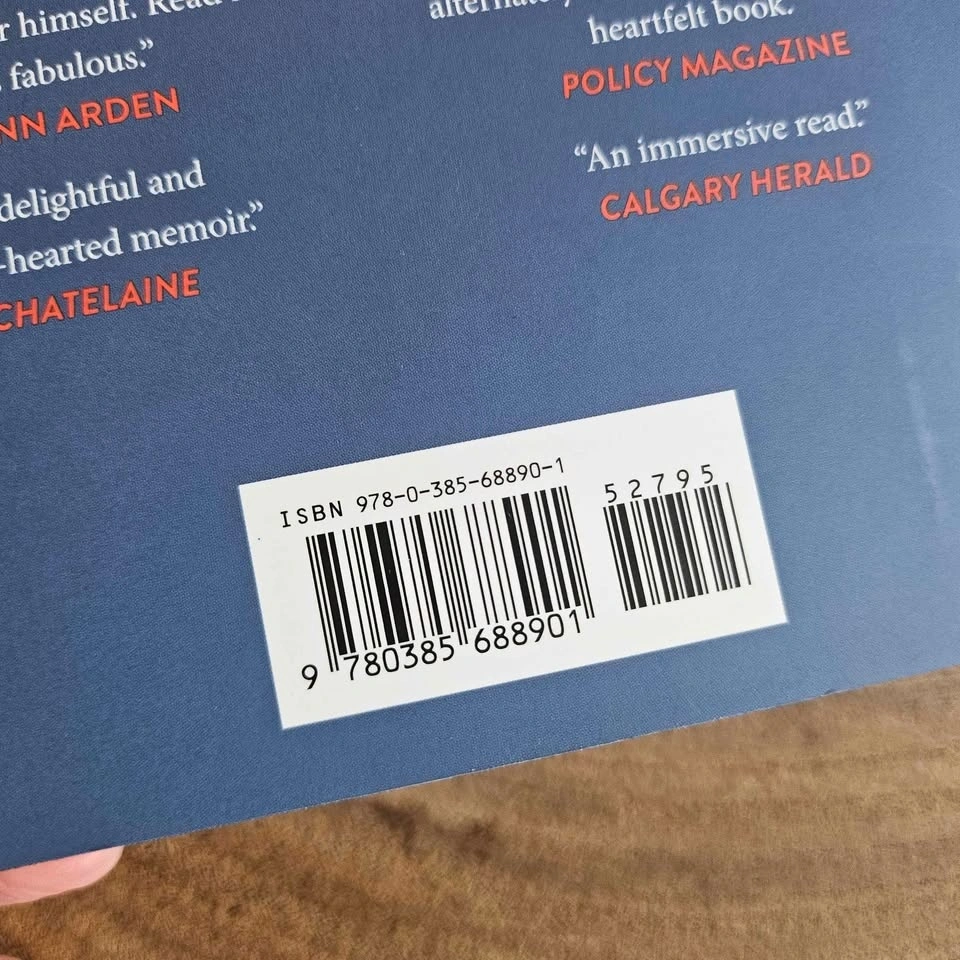 himself. Read
fabulous.”
ARDEN
delightful and
-hearted memoir.”
CHATELAINE
heartfelt book.”
POLICY MAGAZINE
“An immersive read.”
CALGARY HERALD
ISBN 978-0-385-68890-1
52795
9 780385 688901